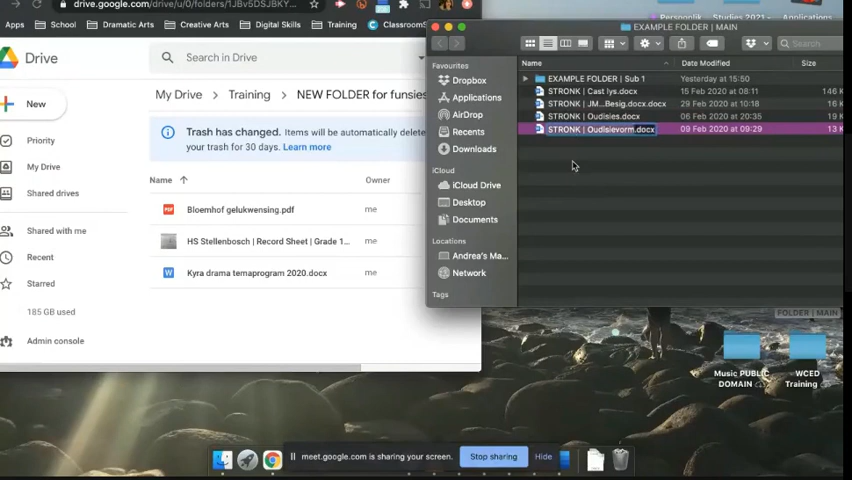 drive.google.com/drive/u/0/folders/1JBv5DSJBKY...
School
Dramatic Arts
Creative Arts
Digital Skills
Training
ClassroomS
Drive
Search in Drive
New
My Drive
Training
NEW FOLDER for funsies
Priority
My Drive
Shared drives
Shared with me
Recent
Starred
185 GB used
Admin console
Trash has changed. Items will be automatically delete
your trash for 30 days. Learn more
Name
Owner
Bloemhof gelukwensing.pdf
me
HS Stellenbosch | Record Sheet | Grade 1...
me
Kyra drama temaprogram 2020.docx
me
Perspolik
Studies 2021
Applications
EXAMPLE FOLDER | MAIN
Search
Favourites
Dropbox
Applications
AirDrop
Recents
Downloads
iCloud
iCloud Drive
Desktop
Documents
Locations
Andrea's Ma...
Network
Tags
Name
Date Modified
Size
EXAMPLE FOLDER | Sub 1
Yesterday at 15:50
STRONK | Cast lys.docx
15 Feb 2020 at 08:11
146 K
STRONK | JM...Besig.docx.docx
29 Feb 2020 at 10:18
16 K
STRONK | Oudisies.docx
06 Feb 2020 at 20:35
15 K
STRONK | Oudisievorm.docx
09 Feb 2020 at 09:29
13 K
FOLDER | MAIN
Music PUBLIC
DOMAIN
WCED
Training
meet.google.com is sharing your screen.
Stop sharing
Hide